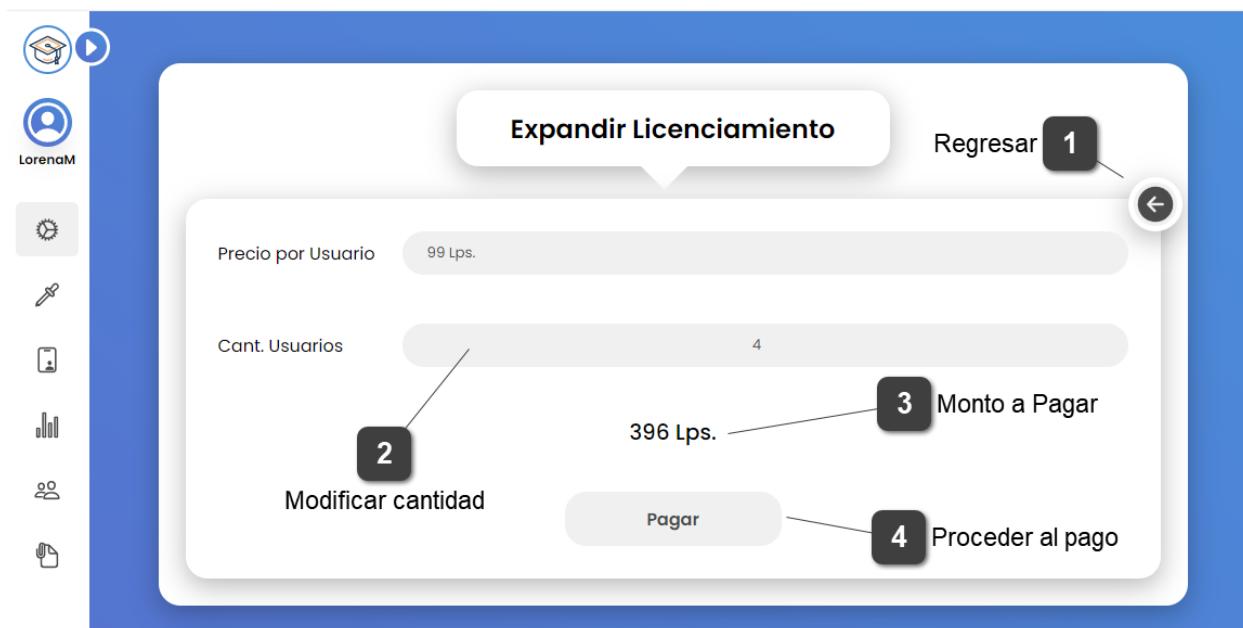 LorenaM
Expandir Licenciamiento
Regresar 1
Precio por Usuario 99 Lps.
Cant. Usuarios 4
3 Monto a Pagar
396 Lps.
2
Modificar cantidad
Pagar
4 Proceder al pago